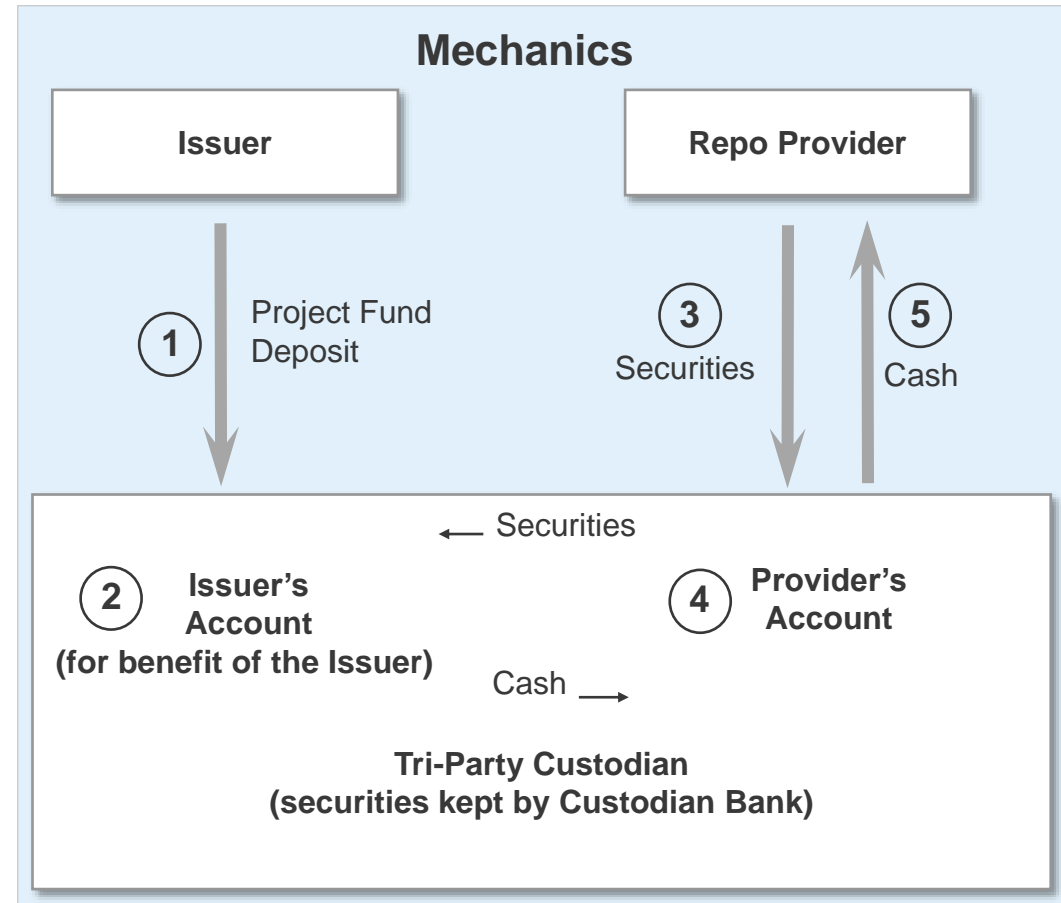 Mechanics
Issuer
Repo Provider
1
Project Fund
Deposit
3
Securities
5
Cash
← Securities
2
Issuer's
Account
(for benefit of the Issuer)
4
Provider's
Account
Cash →
Tri-Party Custodian
(securities kept by Custodian Bank)